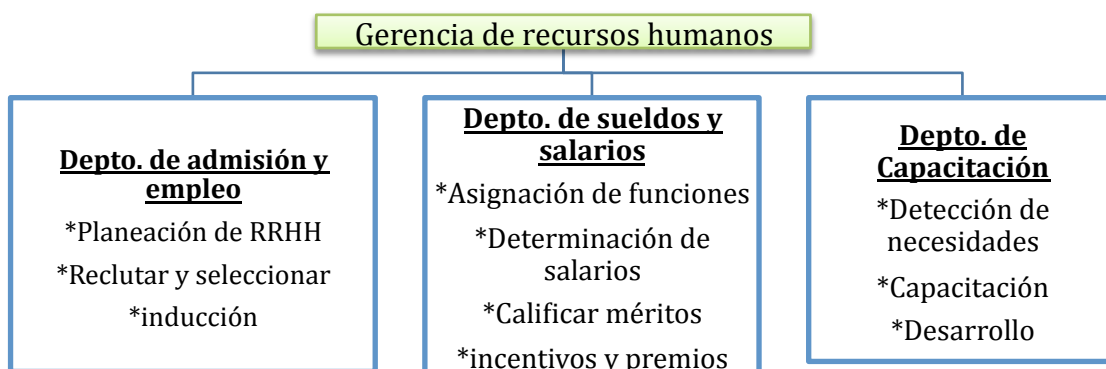 Gerencia de recursos humanos
Depto. de admisión y
empleo
*Planeación de RRHH
*Reclutar y seleccionar
*inducción
Depto. de sueldos y
salarios
*Asignación de funciones
*Determinación de
salarios
*Calificar méritos
*incentivos y premios
Depto. de
Capacitación
*Detección de
necesidades
*Capacitación
*Desarrollo